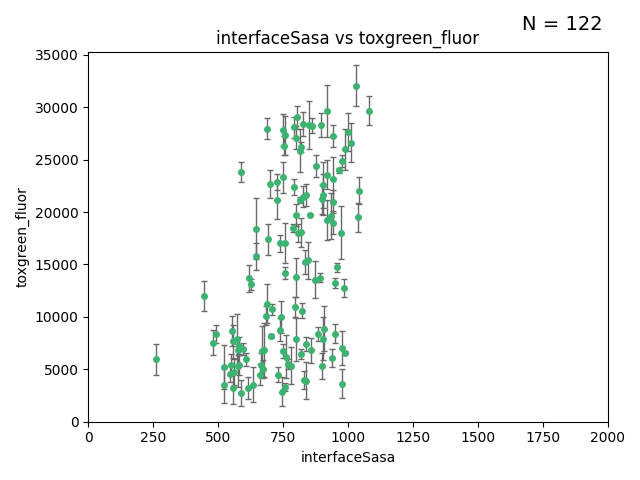 N = 122
interfaceSasa vs toxgreen_fluor
35000
30000
25000
20000
15000
10000
5000
0
toxgreen_fluor
0 250 500 750 1000 1250 1500 1750 2000
interfaceSasa